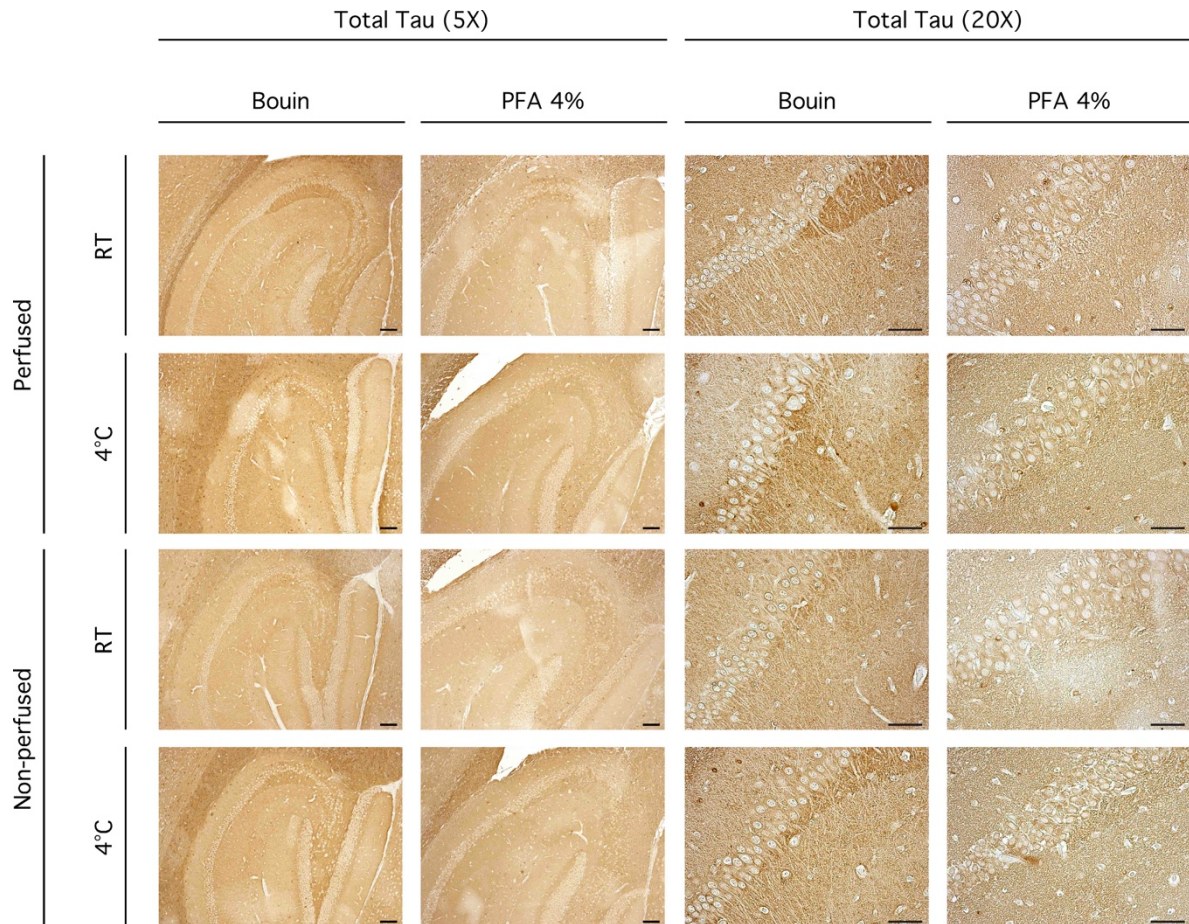 Total Tau (5X)
Total Tau (20X)
Bouin
PFA 4%
Bouin
PFA 4%
Perfused
RT
4°C
Non-perfused
RT
4°C